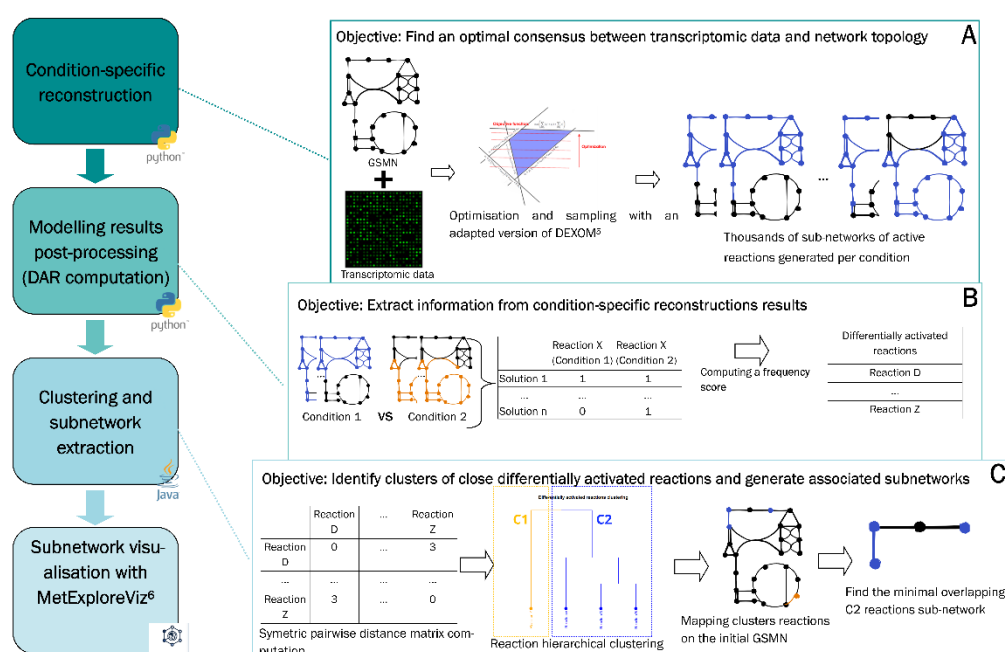 Condition-specific
reconstruction
python™
Modelling results
post-processing
(DAR computation)
python™
Clustering and
subnetwork
extraction
Java
Subnetwork visu-
alisation with
MetExploreViz⁶
Objective: Find an optimal consensus between transcriptomic data and network topology
A
GSMN
+
Transcriptomic data
Optimisation
Optimisation and sampling with an
adapted version of DEXOM⁵
...
Thousands of sub-networks of active
reactions generated per condition
Objective: Extract information from condition-specific reconstructions results
B
Condition 1 VS Condition 2
Reaction X Reaction X
(Condition 1) (Condition 2)
Solution 1 1 1
... ... ...
Solution n 0 1
Computing a frequency
score
Differentially activated
reactions
Reaction D
...
Reaction Z
Objective: Identify clusters of close differentially activated reactions and generate associated subnetworks
C
Reaction ... Reaction
D Z
Reaction 0 ... 3
D
... ... ...
Reaction 3 ... 0
Z
Symetric pairwise distance matrix com-
putation
Differentially activated reactions clustering
C1 C2
Reaction hierarchical clustering
Mapping clusters reactions
on the initial GSMN
Find the minimal overlapping
C2 reactions sub-network